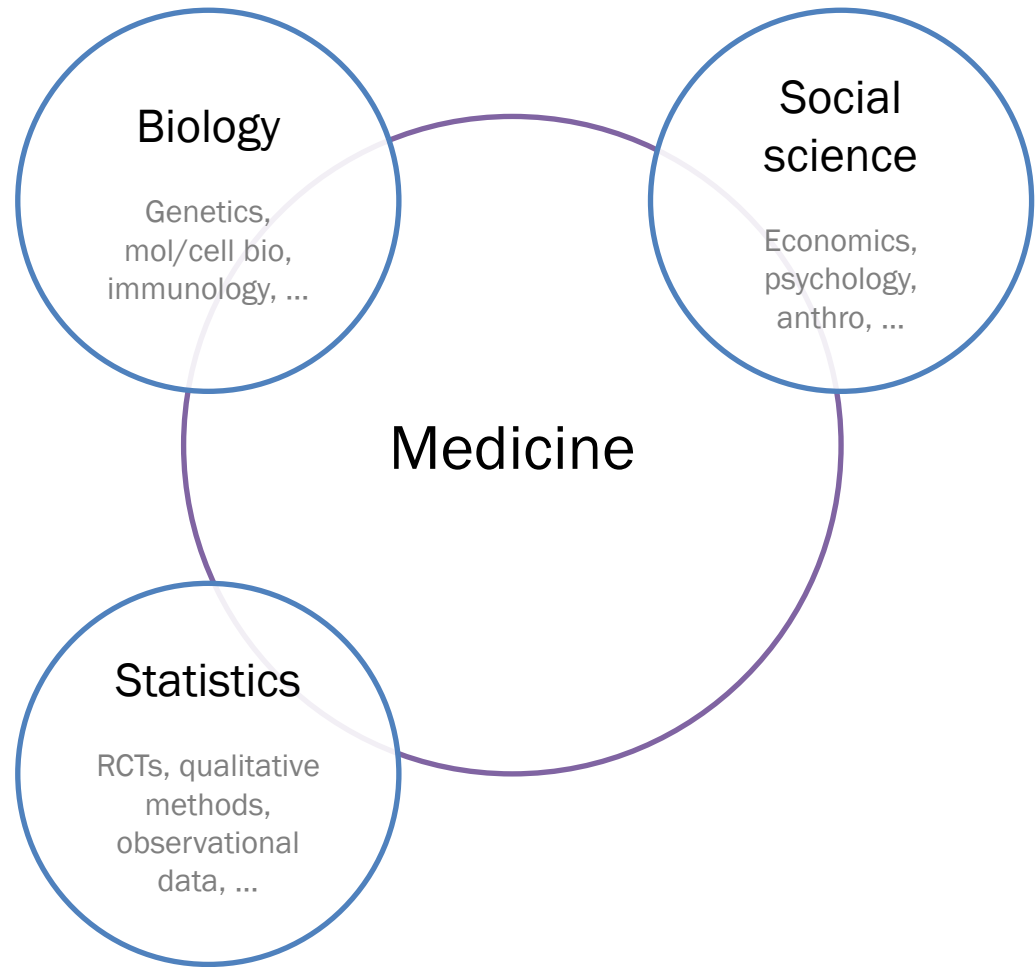 Biology
Genetics,
mol/cell bio,
immunology, ...
Social
science
Economics,
psychology,
anthro, ...
Medicine
Statistics
RCTs, qualitative
methods,
observational
data, ...